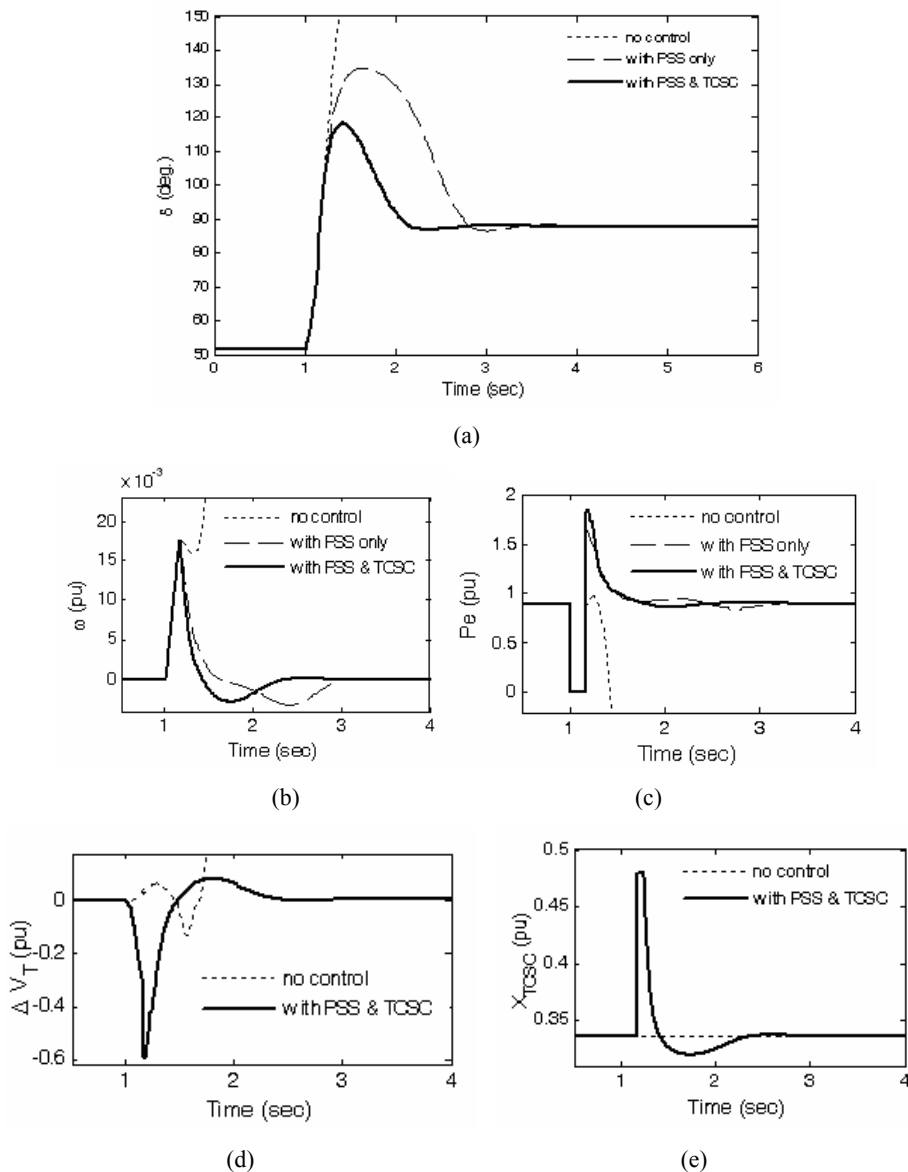 150
140
130
120
110
100
90
80
70
60
50
δ (deg.)
no control
with PSS only
with PSS & TCSC
0 1 2 3 4 5 6
Time (sec)
(a)
x 10⁻³
20
15
10
5
0
ω (pu)
no control
with PSS only
with PSS & TCSC
1 2 3 4
Time (sec)
(b)
2
1.5
1
0.5
0
Pe (pu)
no control
with PSS only
with PSS & TCSC
1 2 3 4
Time (sec)
(c)
0
-0.2
-0.4
-0.6
Δ V_T (pu)
no control
with PSS & TCSC
1 2 3 4
Time (sec)
(d)
0.5
0.45
0.4
0.35
X_TCSC (pu)
no control
with PSS & TCSC
1 2 3 4
Time (sec)
(e)